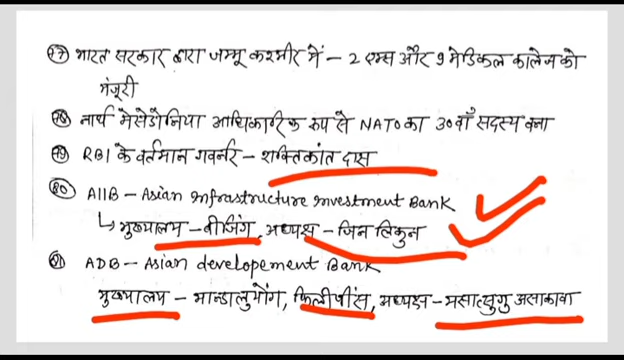 77 भारत सरकार द्वारा जम्मू कश्मीर में - 2 एम्स और 9 मेडिकल कालेज को
मंजूरी
78 नार्थ मेसेडोनिया आधिकारिक रूप से NATO का 30 वाँ सदस्य बना
79 RBI के वर्तमान गवर्नर - शक्तिकांत दास
80 AIIB - Asian Infrastructure Investment Bank
↳ मुख्यालय - बीजिंग, अध्यक्ष - जिन लिकुन
81 ADB - Asian developement Bank
मुख्यालय - मान्डालुयोंग, फिलीपींस, अध्यक्ष - मसात्सुगु असाकावा